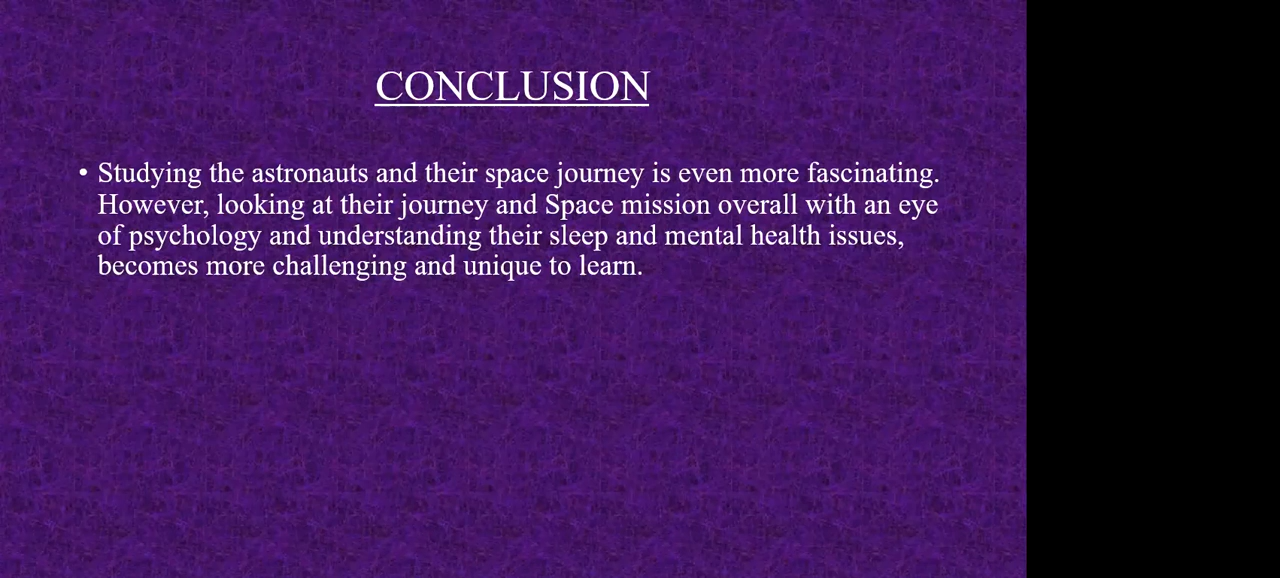 CONCLUSION
• Studying the astronauts and their space journey is even more fascinating.
However, looking at their journey and Space mission overall with an eye
of psychology and understanding their sleep and mental health issues,
becomes more challenging and unique to learn.